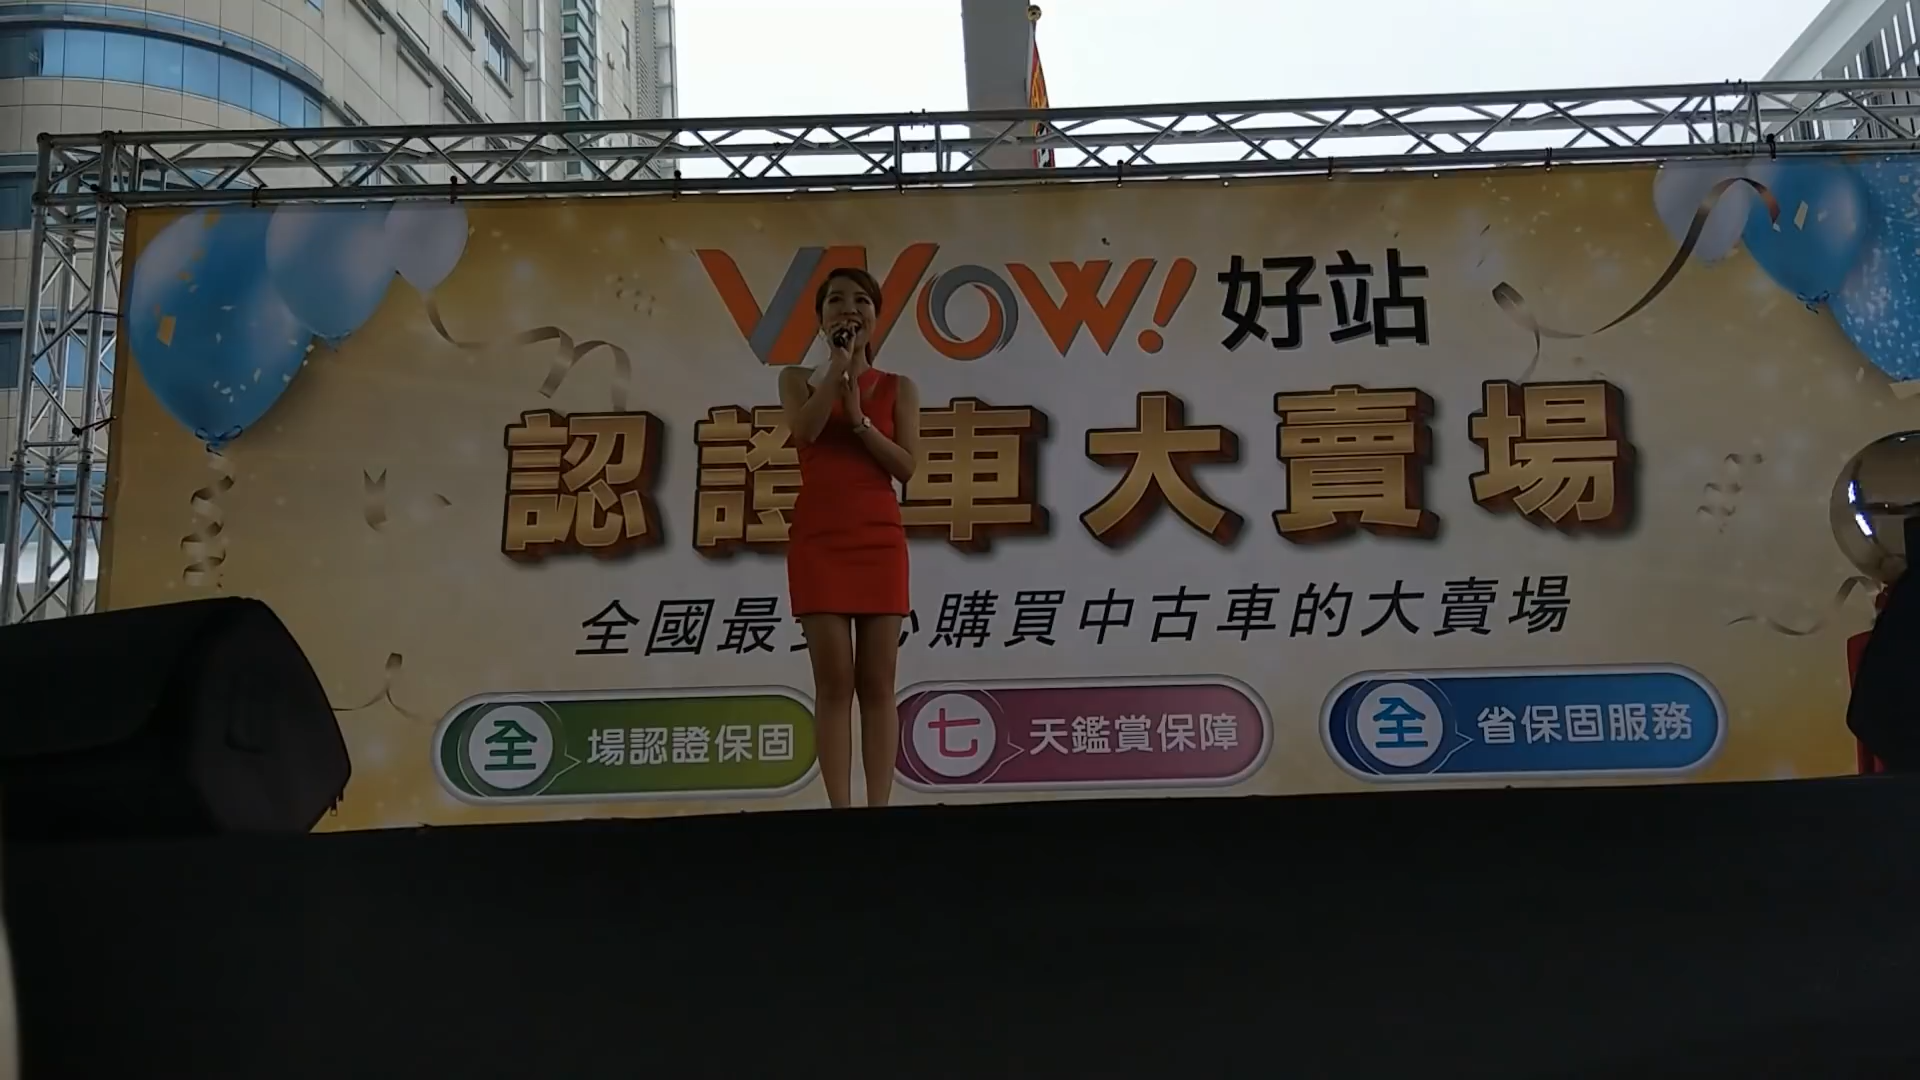 WOW! 好站
認證車大賣場
全國最 心購買中古車的大賣場
全 場認證保固
七 天鑑賞保障
全 省保固服務